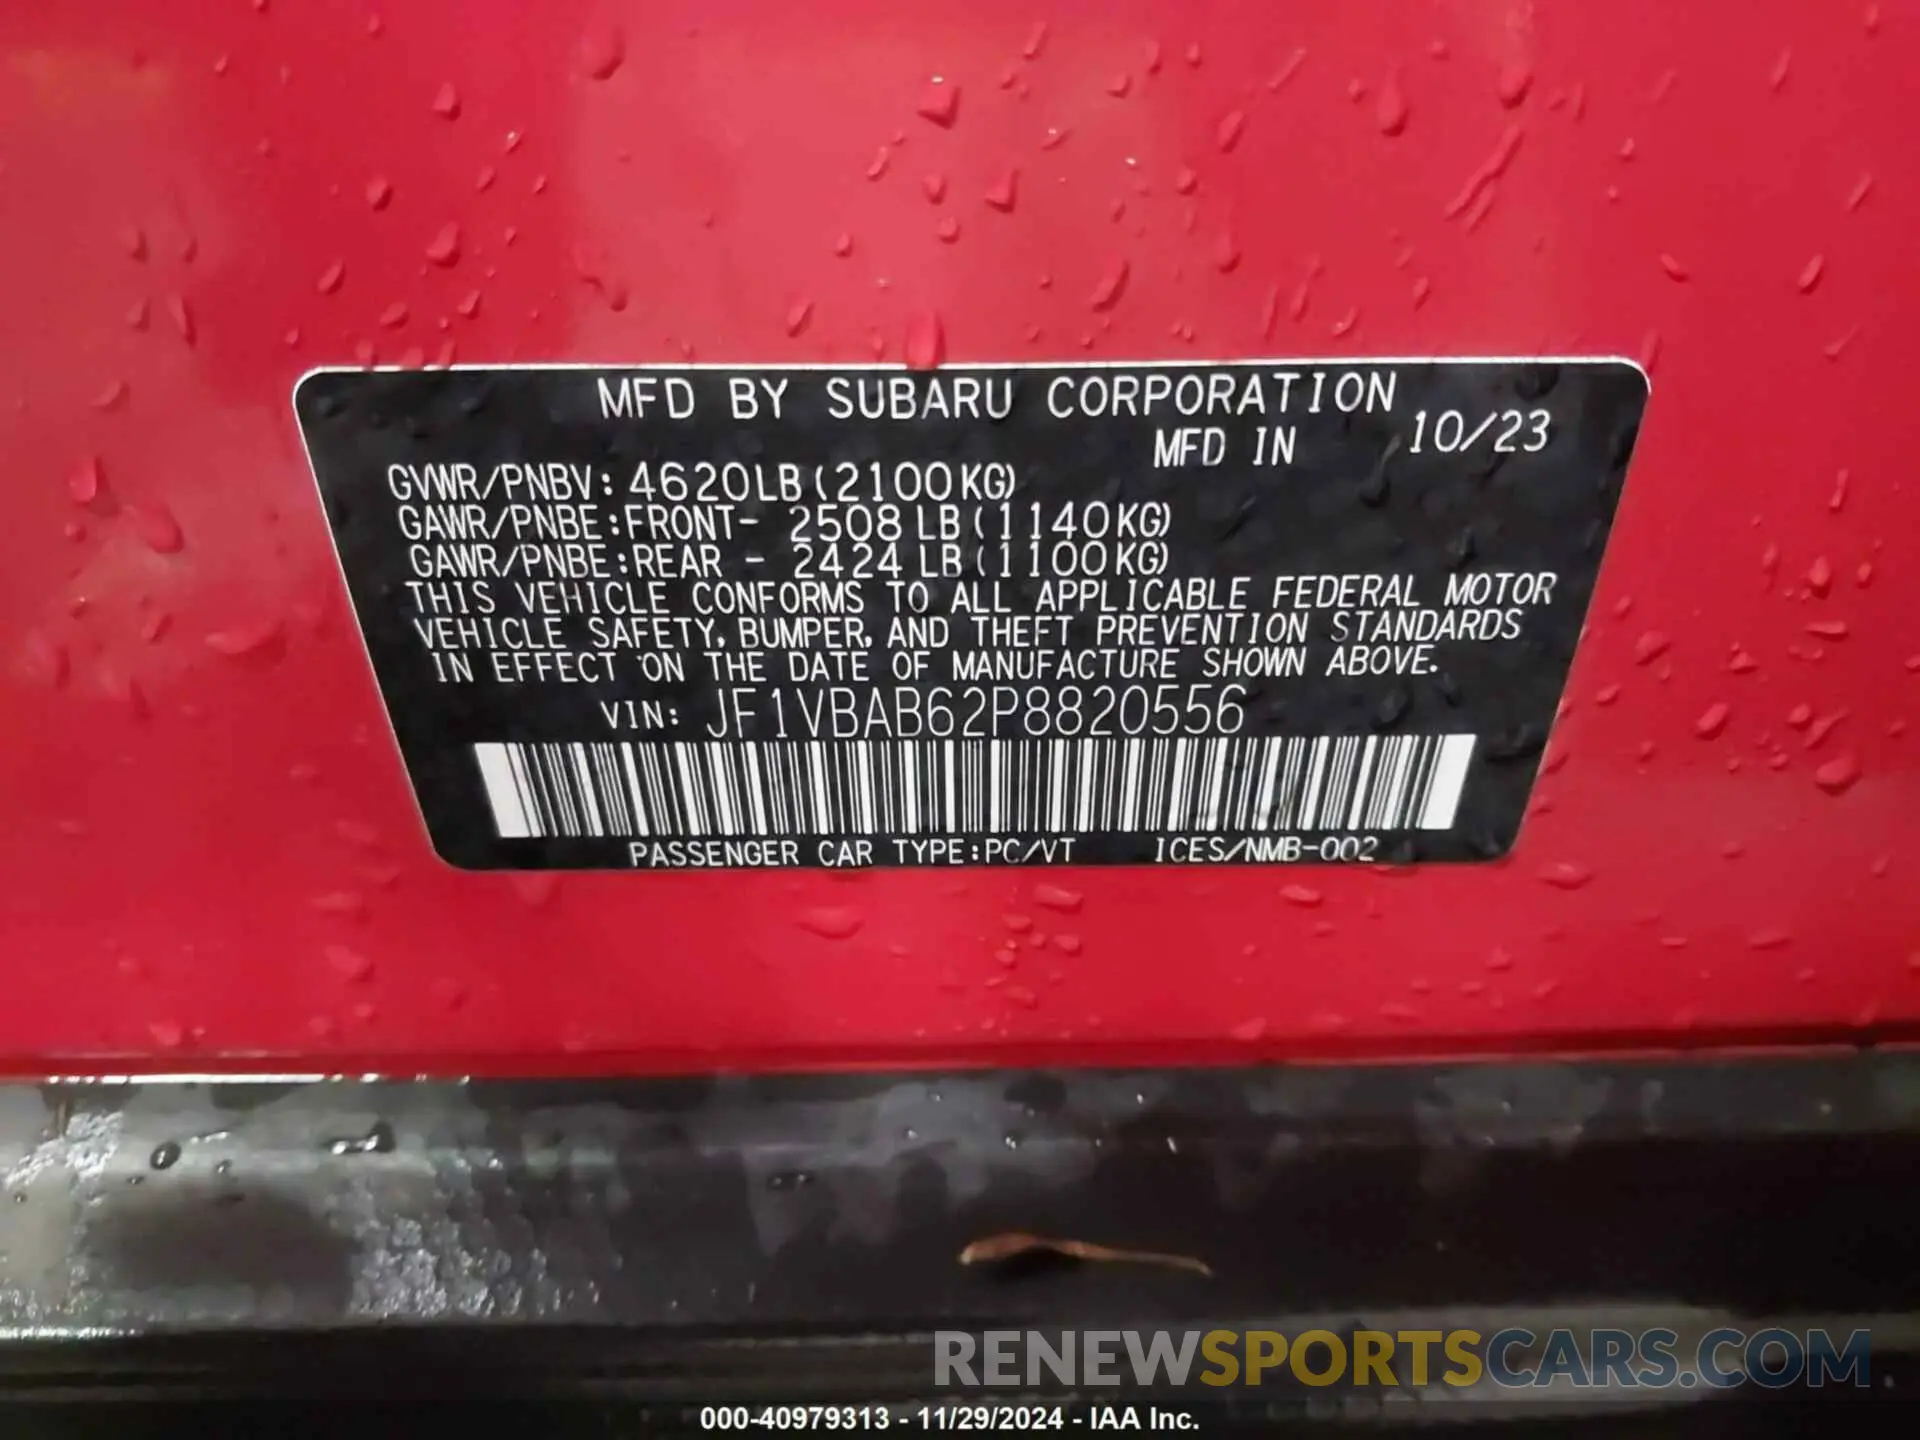 MFD BY SUBARU CORPORATION
MFD IN 10/23
GVWR/PNBV: 4620LB (2100KG)
GAWR/PNBE:FRONT- 2508 LB (1140KG)
GAWR/PNBE:REAR - 2424 LB (1100KG)
THIS VEHICLE CONFORMS TO ALL APPLICABLE FEDERAL MOTOR
VEHICLE SAFETY, BUMPER, AND THEFT PREVENTION STANDARDS
IN EFFECT ON THE DATE OF MANUFACTURE SHOWN ABOVE.
VIN: JF1VBAB62P8820556
PASSENGER CAR TYPE:PC/VT ICES/NMB-002
RENEWSPORTSCARS.COM
000-40979313 - 11/29/2024 - IAA Inc.